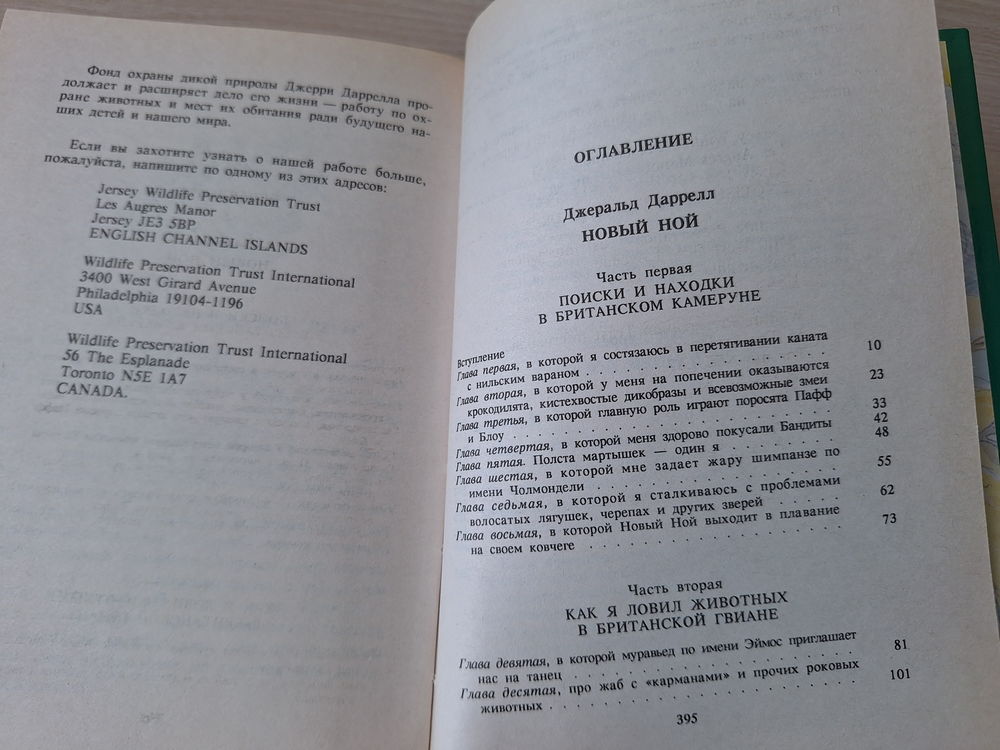 Фонд охраны дикой природы Джерри Даррелла про-
должает и расширяет дело его жизни — работу по ох-
ране животных и мест их обитания ради будущего на-
ших детей и нашего мира.
Если вы захотите узнать о нашей работе больше,
пожалуйста, напишите по одному из этих адресов:
Jersey Wildlife Preservation Trust
Les Augres Manor
Jersey JE3 5BP
ENGLISH CHANNEL ISLANDS
Wildlife Preservation Trust International
3400 West Girard Avenue
Philadelphia 19104-1196
USA
Wildlife Preservation Trust International
56 The Esplanade
Toronto N5E 1A7
CANADA.
ОГЛАВЛЕНИЕ
Джеральд Даррелл
НОВЫЙ НОЙ
Часть первая
ПОИСКИ И НАХОДКИ
В БРИТАНСКОМ КАМЕРУНЕ
Вступление
Глава первая, в которой я состязаюсь в перетягивании каната
с нильским вараном . . . . . . . . . . . . . . . . 10
Глава вторая, в которой у меня на попечении оказываются
крокодилята, кистехвостые дикобразы и всевозможные змеи 23
Глава третья, в которой главную роль играют поросята Пафф
и Блоу . . . . . . . . . . . . . . . . . . . . 33
Глава четвертая, в которой меня здорово покусали Бандиты 42
Глава пятая. Полста мартышек — один я . . . . . . . 48
Глава шестая, в которой мне задает жару шимпанзе по
имени Чолмондели . . . . . . . . . . . . . . . . 55
Глава седьмая, в которой я сталкиваюсь с проблемами
волосатых лягушек, черепах и других зверей . . . . . 62
Глава восьмая, в которой Новый Ной выходит в плавание
на своем ковчеге . . . . . . . . . . . . . . . . 73
Часть вторая
КАК Я ЛОВИЛ ЖИВОТНЫХ
В БРИТАНСКОЙ ГВИАНЕ
Глава девятая, в которой муравьед по имени Эймос приглашает
нас на танец . . . . . . . . . . . . . . . . . . 81
Глава десятая, про жаб с «карманами» и прочих роковых
животных . . . . . . . . . . . . . . . . . . . 101
395